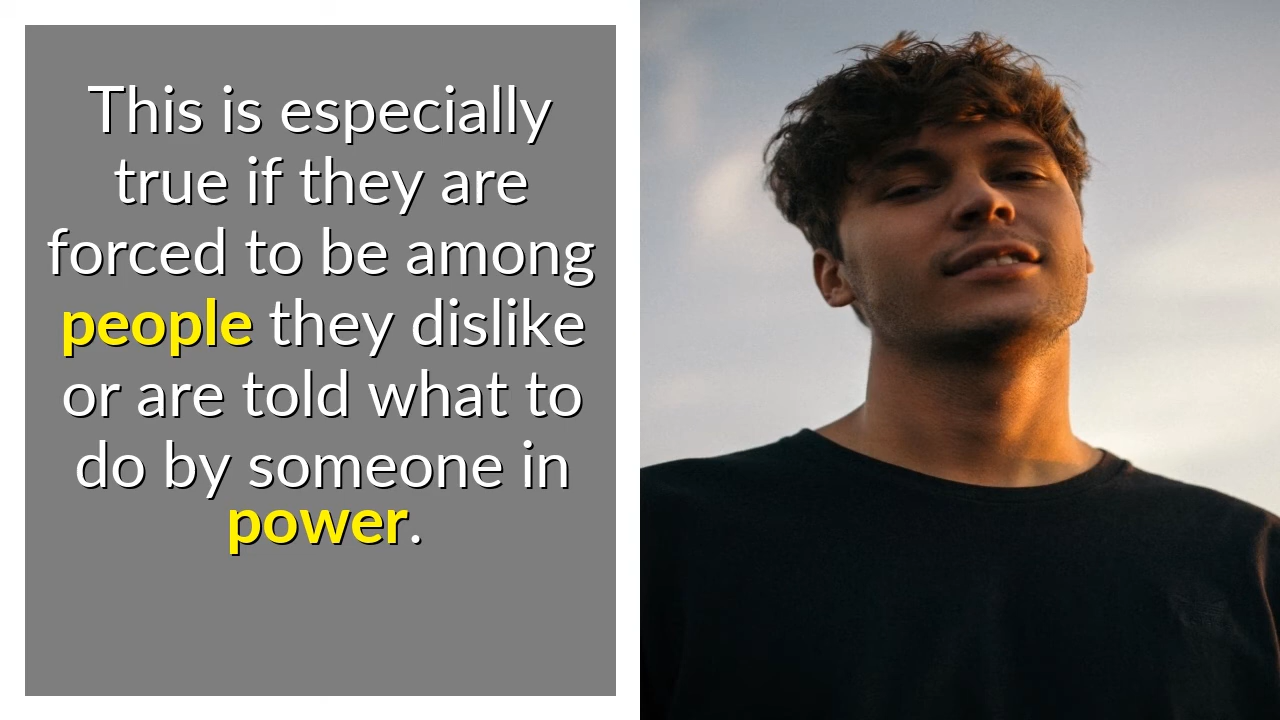 This is especially
true if they are
forced to be among
people they dislike
or are told what to
do by someone in
power.